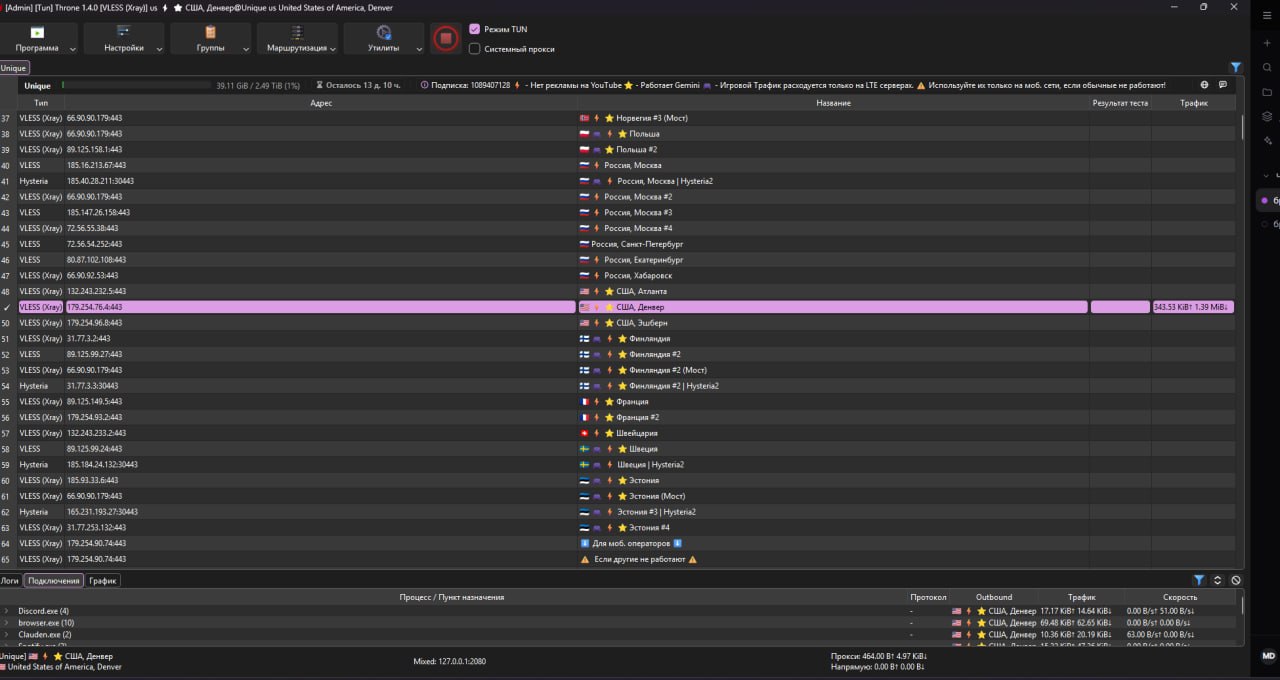 [Admin] [Tun] Throne 1.4.0 [VLESS (Xray)] us ⚡ ⭐ США, Денвер@Unique us United States of America, Denver
Программа
Настройки
Группы
Маршрутизация
Утилиты
Режим TUN
Системный прокси
Unique
Unique 39.11 GiB / 2.49 TiB (1%) Осталось 13 д. 10 ч. Подписка: 1089407128 ⚡ - Нет рекламы на YouTube ⭐ - Работает Gemini 👾 - Игровой Трафик расходуется только на LTE серверах. ⚠ Используйте их только на моб. сети, если обычные не работают!
Тип Адрес Название Результат теста Трафик
37 VLESS (Xray) 66.90.90.179:443 🇳🇴 ⚡ ⭐ Норвегия #3 (Мост)
38 VLESS (Xray) 66.90.90.179:443 🇵🇱 👾 ⚡ ⭐ Польша
39 VLESS (Xray) 89.125.158.1:443 🇵🇱 👾 ⭐ Польша #2
40 VLESS 185.16.213.67:443 🇷🇺 ⚡ Россия, Москва
41 Hysteria 185.40.28.211:30443 🇷🇺 👾 ⚡ Россия, Москва | Hysteria2
42 VLESS (Xray) 66.90.90.179:443 🇷🇺 ⚡ Россия, Москва #2
43 VLESS 185.147.26.158:443 🇷🇺 ⚡ Россия, Москва #3
44 VLESS (Xray) 72.56.55.38:443 🇷🇺 ⚡ Россия, Москва #4
45 VLESS 72.56.54.252:443 🇷🇺 Россия, Санкт-Петербург
46 VLESS 80.87.102.108:443 🇷🇺 ⚡ Россия, Екатеринбург
47 VLESS (Xray) 66.90.92.53:443 🇷🇺 ⚡ Россия, Хабаровск
48 VLESS (Xray) 132.243.232.5:443 🇺🇸 ⚡ ⭐ США, Атланта
✓ VLESS (Xray) 179.254.76.4:443 🇺🇸 ⚡ ⭐ США, Денвер 343.53 KiB↑ 1.39 MiB↓
50 VLESS (Xray) 179.254.96.8:443 🇺🇸 ⚡ ⭐ США, Эшберн
51 VLESS (Xray) 31.77.3.2:443 🇫🇮 👾 ⚡ ⭐ Финляндия
52 VLESS 89.125.99.27:443 🇫🇮 👾 ⚡ ⭐ Финляндия #2
53 VLESS (Xray) 66.90.90.179:443 🇫🇮 👾 ⚡ ⭐ Финляндия #2 (Мост)
54 Hysteria 31.77.3.3:30443 🇫🇮 👾 ⚡ ⭐ Финляндия #2 | Hysteria2
55 VLESS (Xray) 89.125.149.5:443 🇫🇷 ⚡ ⭐ Франция
56 VLESS (Xray) 179.254.93.2:443 🇫🇷 ⚡ ⭐ Франция #2
57 VLESS (Xray) 132.243.233.2:443 🇨🇭 ⚡ ⭐ Швейцария
58 VLESS 89.125.99.24:443 🇸🇪 👾 ⚡ ⭐ Швеция
59 Hysteria 185.184.24.132:30443 🇸🇪 👾 ⚡ Швеция | Hysteria2
60 VLESS (Xray) 185.93.33.6:443 🇪🇪 👾 ⚡ ⭐ Эстония
61 VLESS (Xray) 66.90.90.179:443 🇪🇪 👾 ⚡ ⭐ Эстония (Мост)
62 Hysteria 165.231.193.27:30443 🇪🇪 👾 ⚡ Эстония #3 | Hysteria2
63 VLESS (Xray) 31.77.253.132:443 🇪🇪 👾 ⚡ ⭐ Эстония #4
64 VLESS (Xray) 179.254.90.74:443 ⬇ Для моб. операторов ⬇
65 VLESS (Xray) 179.254.90.74:443 ⚠ Если другие не работают ⚠
Логи Подключения График
Процесс / Пункт назначения Протокол Outbound Трафик Скорость
Discord.exe (4) - 🇺🇸 ⚡ ⭐ США, Денвер 17.17 KiB↑ 14.64 KiB↓ 0.00 B/s↑ 51.00 B/s↓
browser.exe (10) - 🇺🇸 ⚡ ⭐ США, Денвер 69.48 KiB↑ 62.65 KiB↓ 0.00 B/s↑ 0.00 B/s↓
Clauden.exe (2) - 🇺🇸 ⚡ ⭐ США, Денвер 10.36 KiB↑ 20.19 KiB↓ 63.00 B/s↑ 0.00 B/s↓
Unique] 🇺🇸 ⚡ ⭐ США, Денвер
🇺🇸 United States of America, Denver
Mixed: 127.0.0.1:2080
Прокси: 464.00 B↑ 4.97 KiB↓
Напрямую: 0.00 B↑ 0.00 B↓
MD